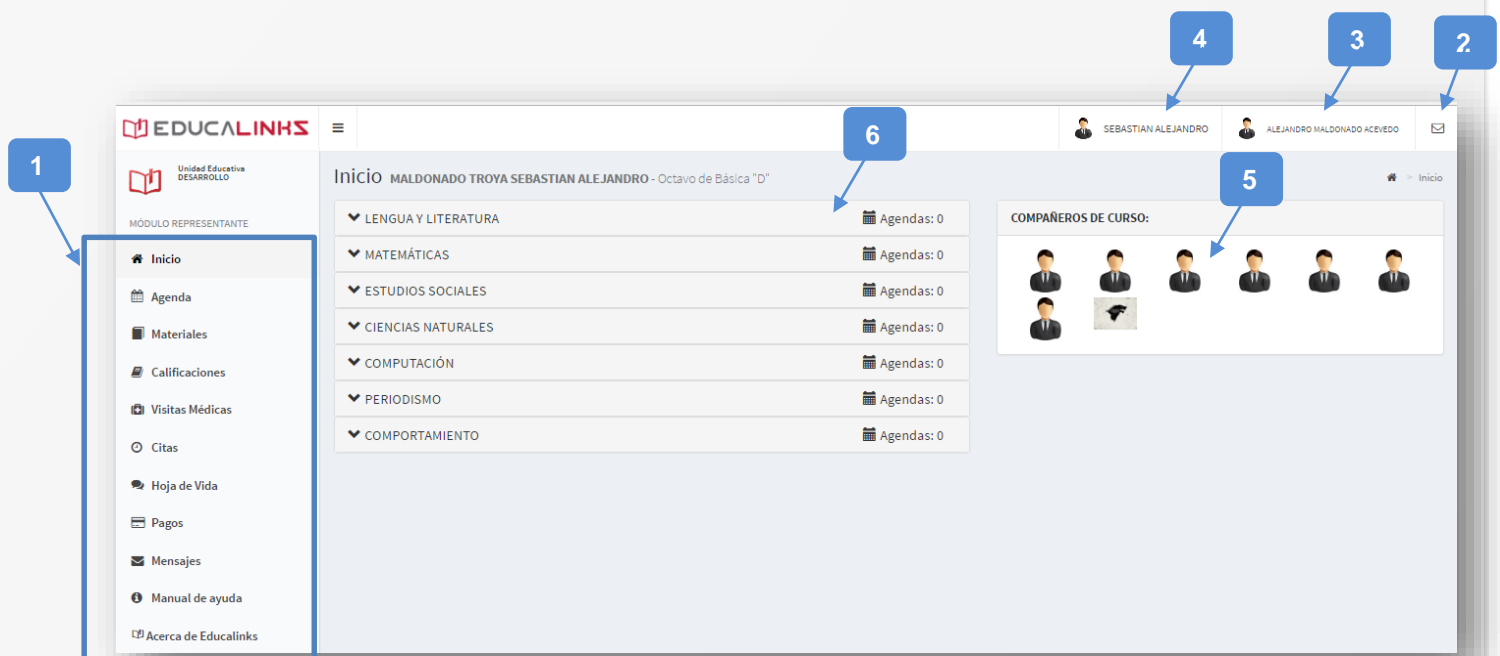 4
3
2
EDUCALINKS
SEBASTIAN ALEJANDRO
ALEJANDRO MALDONADO ACEVEDO
6
1
Unidad Educativa
DESARROLLO
Inicio MALDONADO TROYA SEBASTIAN ALEJANDRO - Octavo de Básica "D"
5
> Inicio
MÓDULO REPRESENTANTE
Inicio
Agenda
Materiales
Calificaciones
Visitas Médicas
Citas
Hoja de Vida
Pagos
Mensajes
Manual de ayuda
Acerca de Educalinks
LENGUA Y LITERATURA Agendas: 0
MATEMÁTICAS Agendas: 0
ESTUDIOS SOCIALES Agendas: 0
CIENCIAS NATURALES Agendas: 0
COMPUTACIÓN Agendas: 0
PERIODISMO Agendas: 0
COMPORTAMIENTO Agendas: 0
COMPAÑEROS DE CURSO: